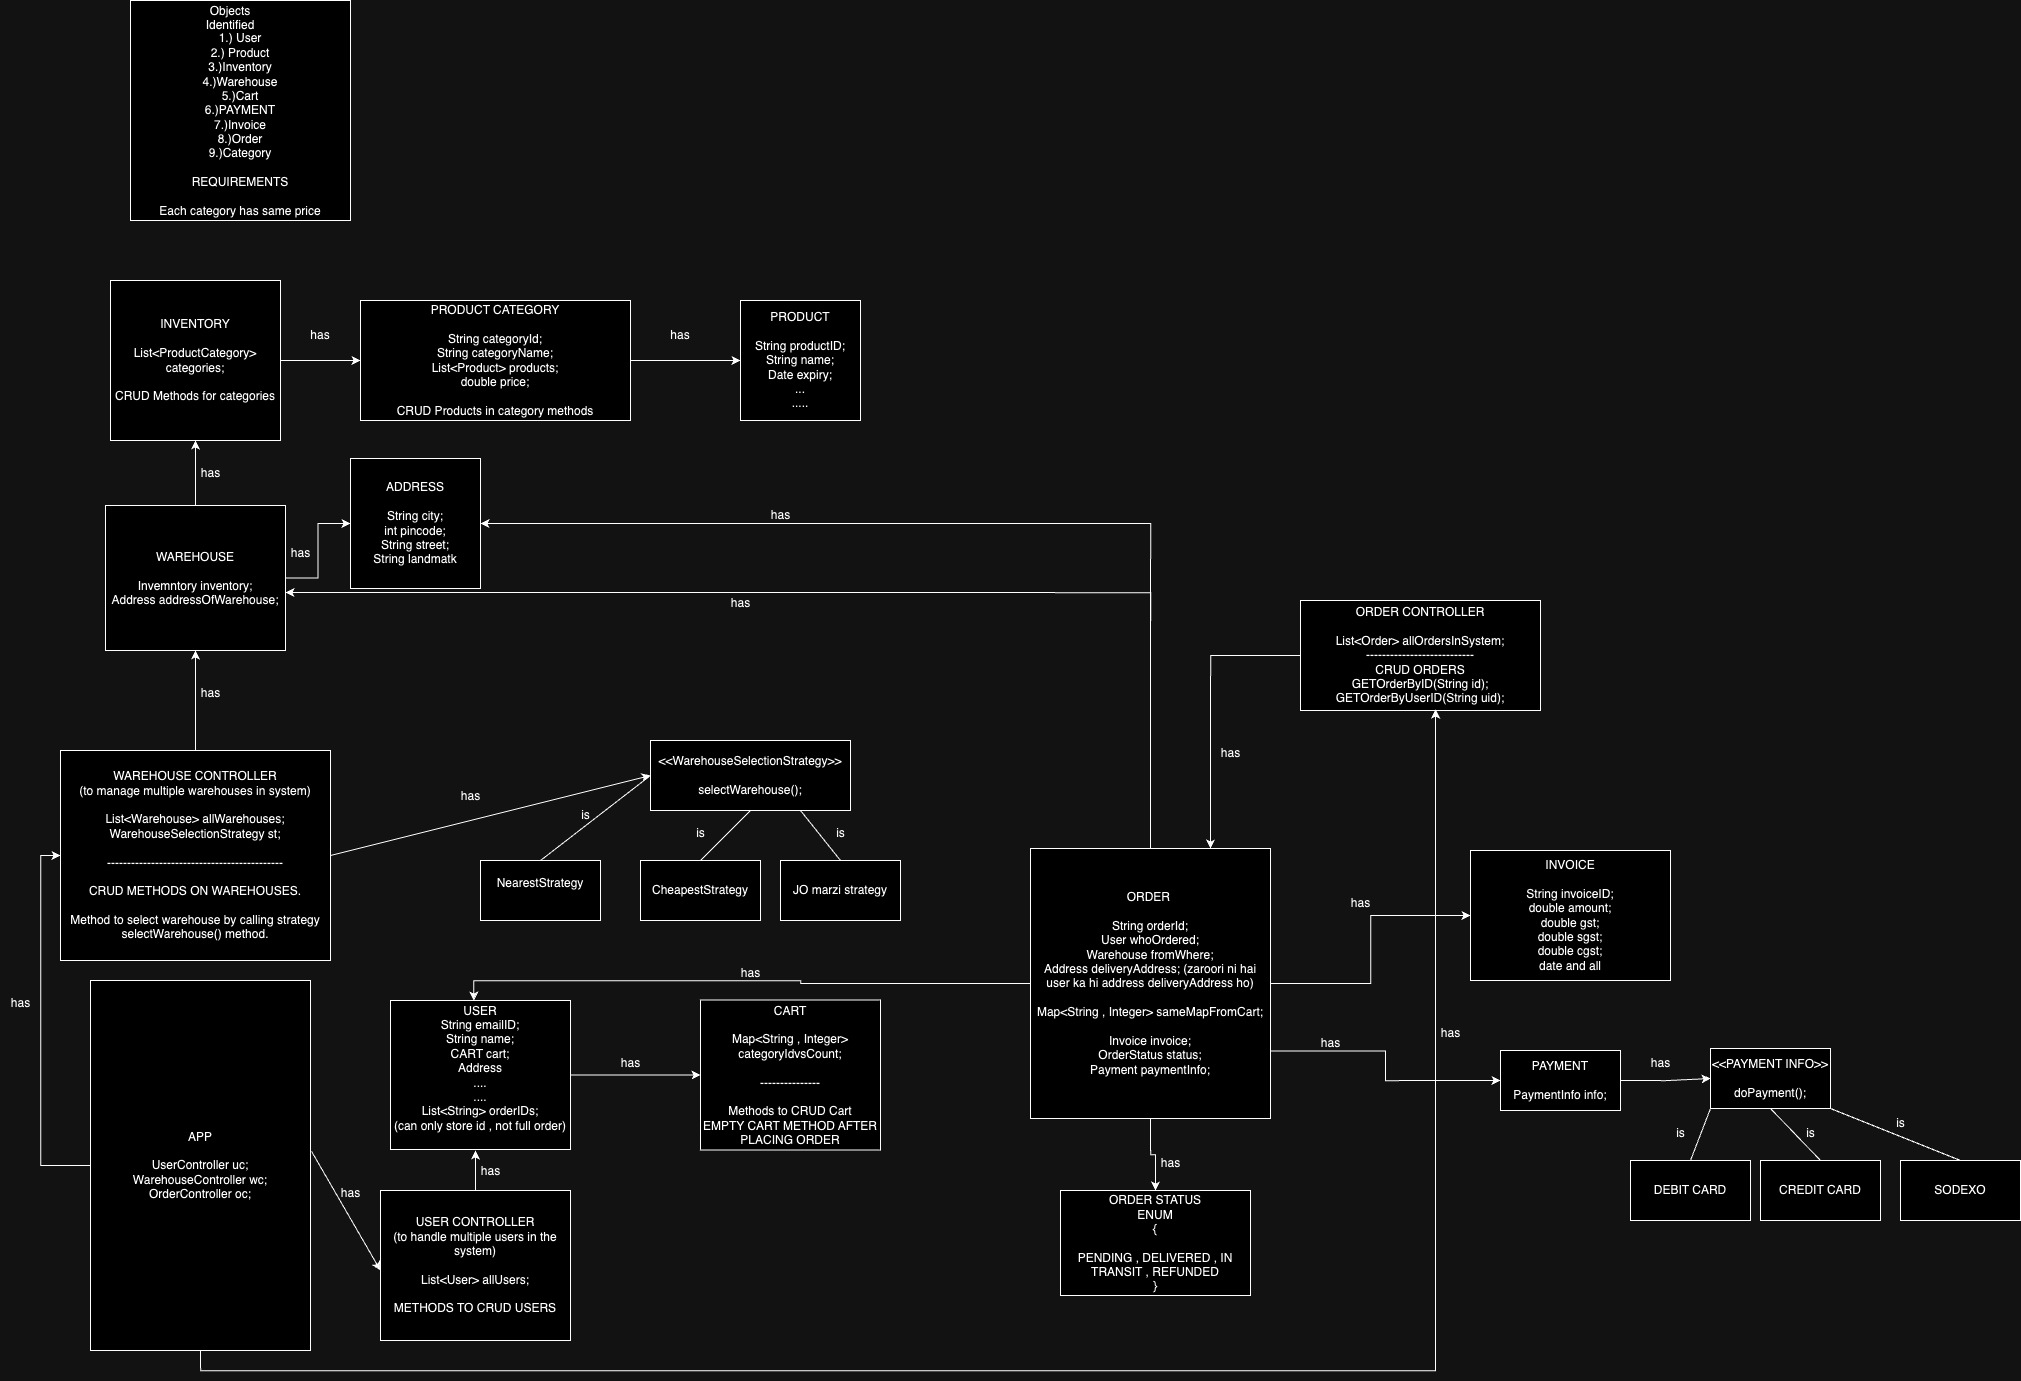 Objects
Identified
1.) User
2.) Product
3.)Inventory
4.)Warehouse
5.)Cart
6.)PAYMENT
7.)Invoice
8.)Order
9.)Category
REQUIREMENTS
Each category has same price
INVENTORY
List<ProductCategory>
categories;
CRUD Methods for categories
has
PRODUCT CATEGORY
String categoryId;
String categoryName;
List<Product> products;
double price;
CRUD Products in category methods
has
PRODUCT
String productID;
String name;
Date expiry;
...
.....
has
ADDRESS
String city;
int pincode;
String street;
String landmatk
has
WAREHOUSE
Invemntory inventory;
Address addressOfWarehouse;
has
has
has
ORDER CONTROLLER
List<Order> allOrdersInSystem;
---------------------------
CRUD ORDERS
GETOrderByID(String id);
GETOrderByUserID(String uid);
has
WAREHOUSE CONTROLLER
(to manage multiple warehouses in system)
List<Warehouse> allWarehouses;
WarehouseSelectionStrategy st;
--------------------------------------------
CRUD METHODS ON WAREHOUSES.
Method to select warehouse by calling strategy
selectWarehouse() method.
has
<<WarehouseSelectionStrategy>>
selectWarehouse();
is
is
is
NearestStrategy
CheapestStrategy
JO marzi strategy
ORDER
String orderId;
User whoOrdered;
Warehouse fromWhere;
Address deliveryAddress; (zaroori ni hai
user ka hi address deliveryAddress ho)
Map<String , Integer> sameMapFromCart;
Invoice invoice;
OrderStatus status;
Payment paymentInfo;
has
INVOICE
String invoiceID;
double amount;
double gst;
double sgst;
double cgst;
date and all
has
has
USER
String emailID;
String name;
CART cart;
Address
....
....
List<String> orderIDs;
(can only store id , not full order)
has
CART
Map<String , Integer>
categoryIdvsCount;
---------------
Methods to CRUD Cart
EMPTY CART METHOD AFTER
PLACING ORDER
has
has
PAYMENT
PaymentInfo info;
has
<<PAYMENT INFO>>
doPayment();
is
is
is
DEBIT CARD
CREDIT CARD
SODEXO
APP
UserController uc;
WarehouseController wc;
OrderController oc;
has
has
USER CONTROLLER
(to handle multiple users in the
system)
List<User> allUsers;
METHODS TO CRUD USERS
has
ORDER STATUS
ENUM
{
PENDING , DELIVERED , IN
TRANSIT , REFUNDED
}